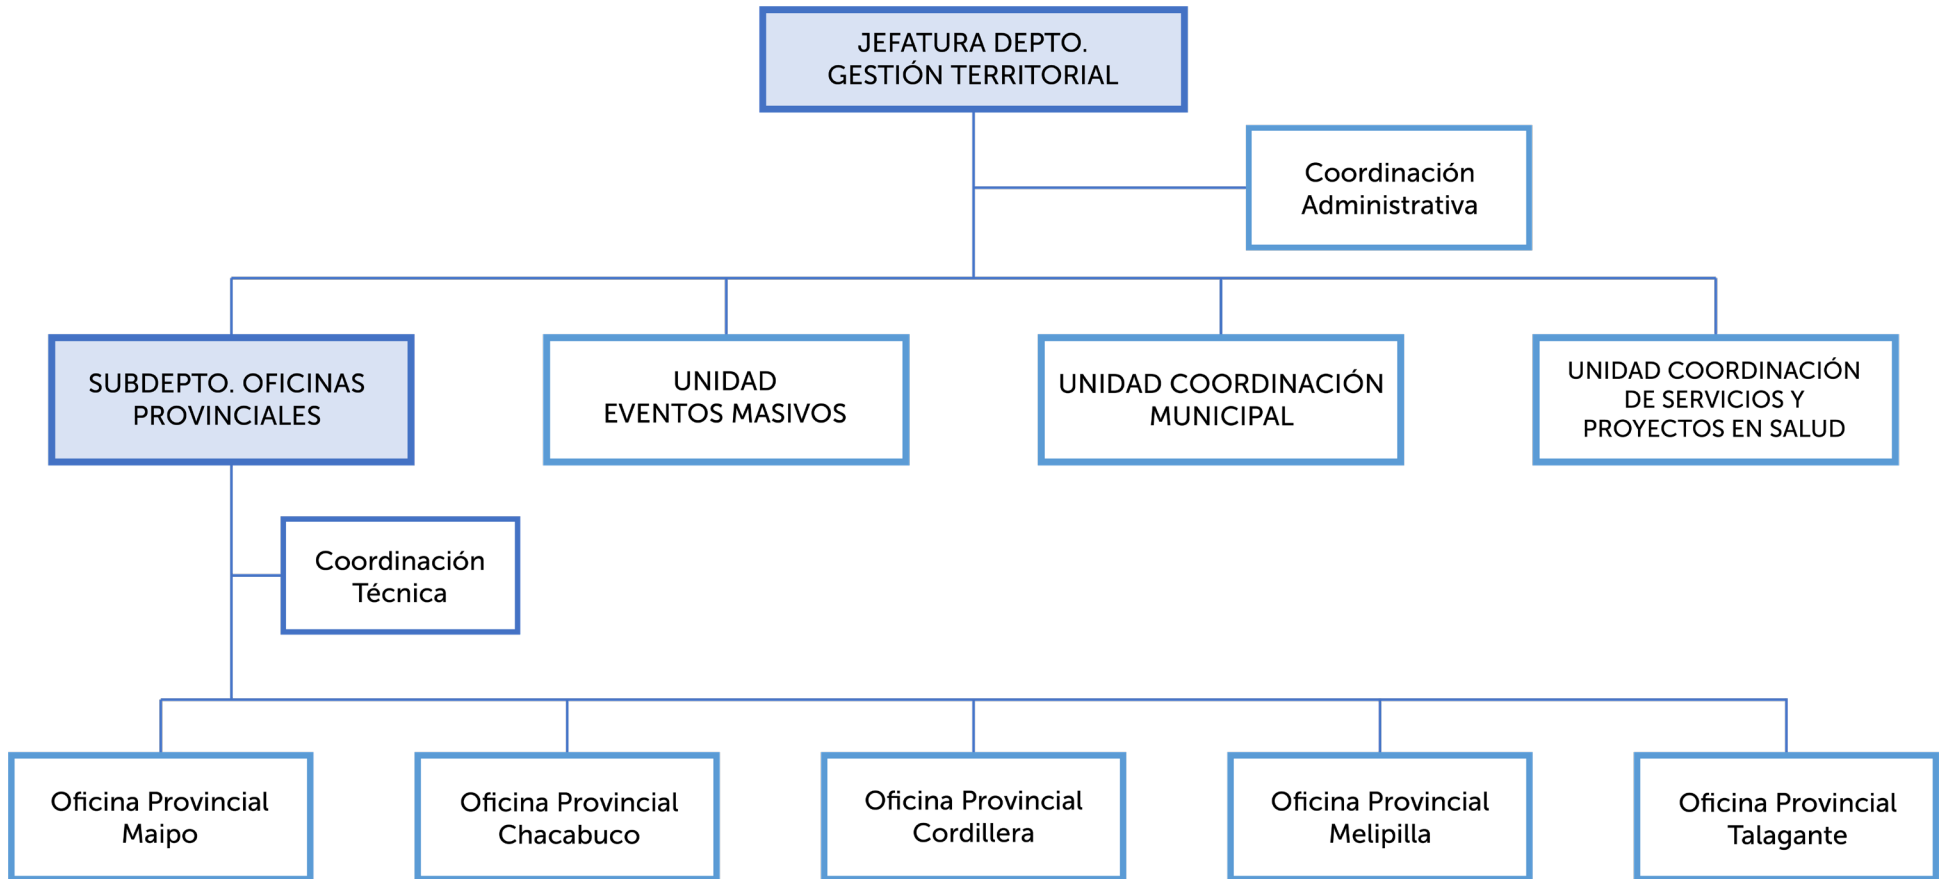 JEFATURA DEPTO.
GESTIÓN TERRITORIAL
Coordinación
Administrativa
SUBDEPTO. OFICINAS
PROVINCIALES
UNIDAD
EVENTOS MASIVOS
UNIDAD COORDINACIÓN
MUNICIPAL
UNIDAD COORDINACIÓN
DE SERVICIOS Y
PROYECTOS EN SALUD
Coordinación
Técnica
Oficina Provincial
Maipo
Oficina Provincial
Chacabuco
Oficina Provincial
Cordillera
Oficina Provincial
Melipilla
Oficina Provincial
Talagante